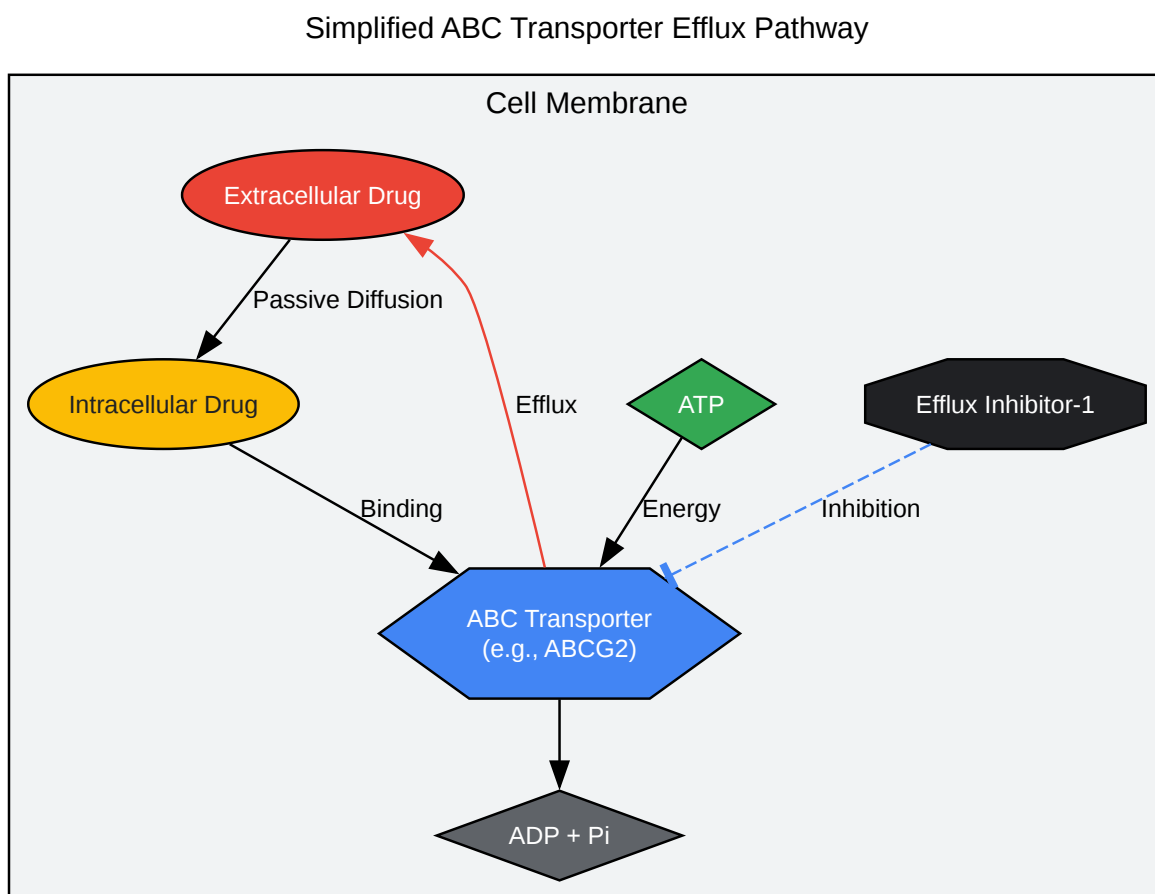 Simplified ABC Transporter Efflux Pathway
Cell Membrane
Extracellular Drug
Passive Diffusion
Intracellular Drug
Efflux
ATP
Efflux Inhibitor-1
Binding
Energy
Inhibition
ABC Transporter
(e.g., ABCG2)
ADP + Pi